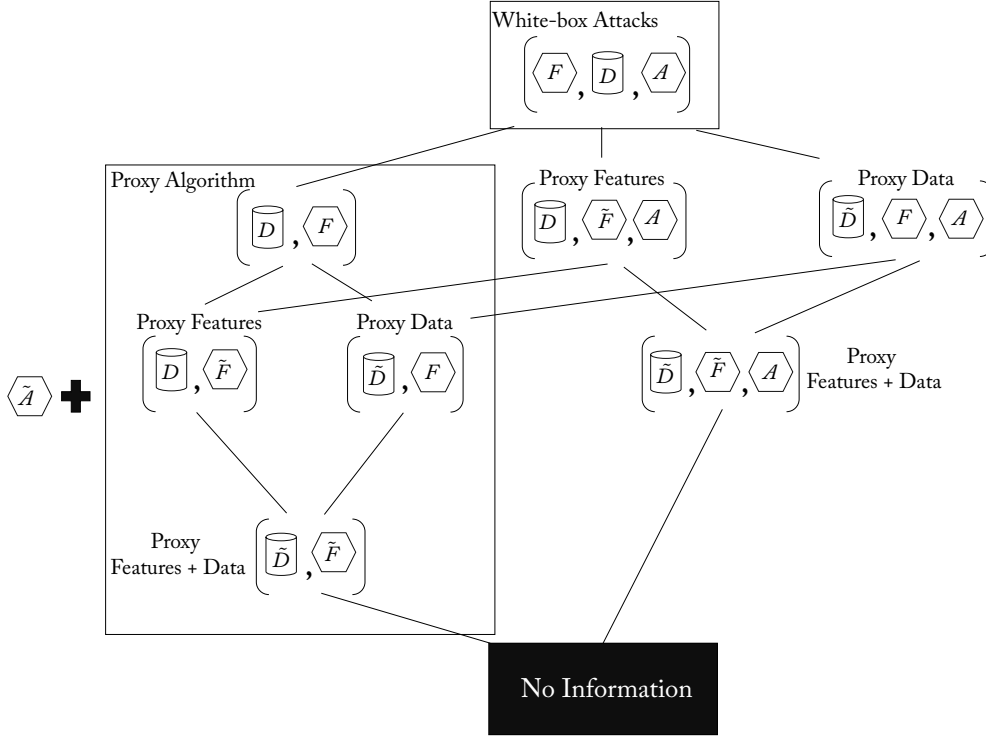 White-box Attacks
F , D , A
Proxy Algorithm
D , F
Proxy Features
D , F̃ , A
Proxy Data
D̃ , F , A
Proxy Features
D , F̃
Proxy Data
D̃ , F
D̃ , F̃ , A
Proxy
Features + Data
Ã +
Proxy
Features + Data
D̃ , F̃
No Information